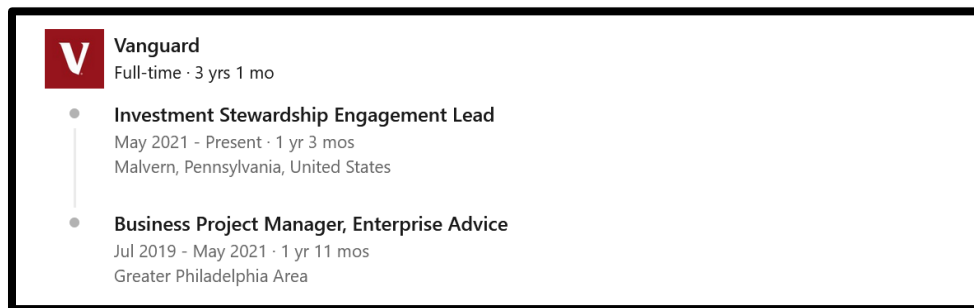 V
Vanguard
Full-time · 3 yrs 1 mo
Investment Stewardship Engagement Lead
May 2021 - Present · 1 yr 3 mos
Malvern, Pennsylvania, United States
Business Project Manager, Enterprise Advice
Jul 2019 - May 2021 · 1 yr 11 mos
Greater Philadelphia Area